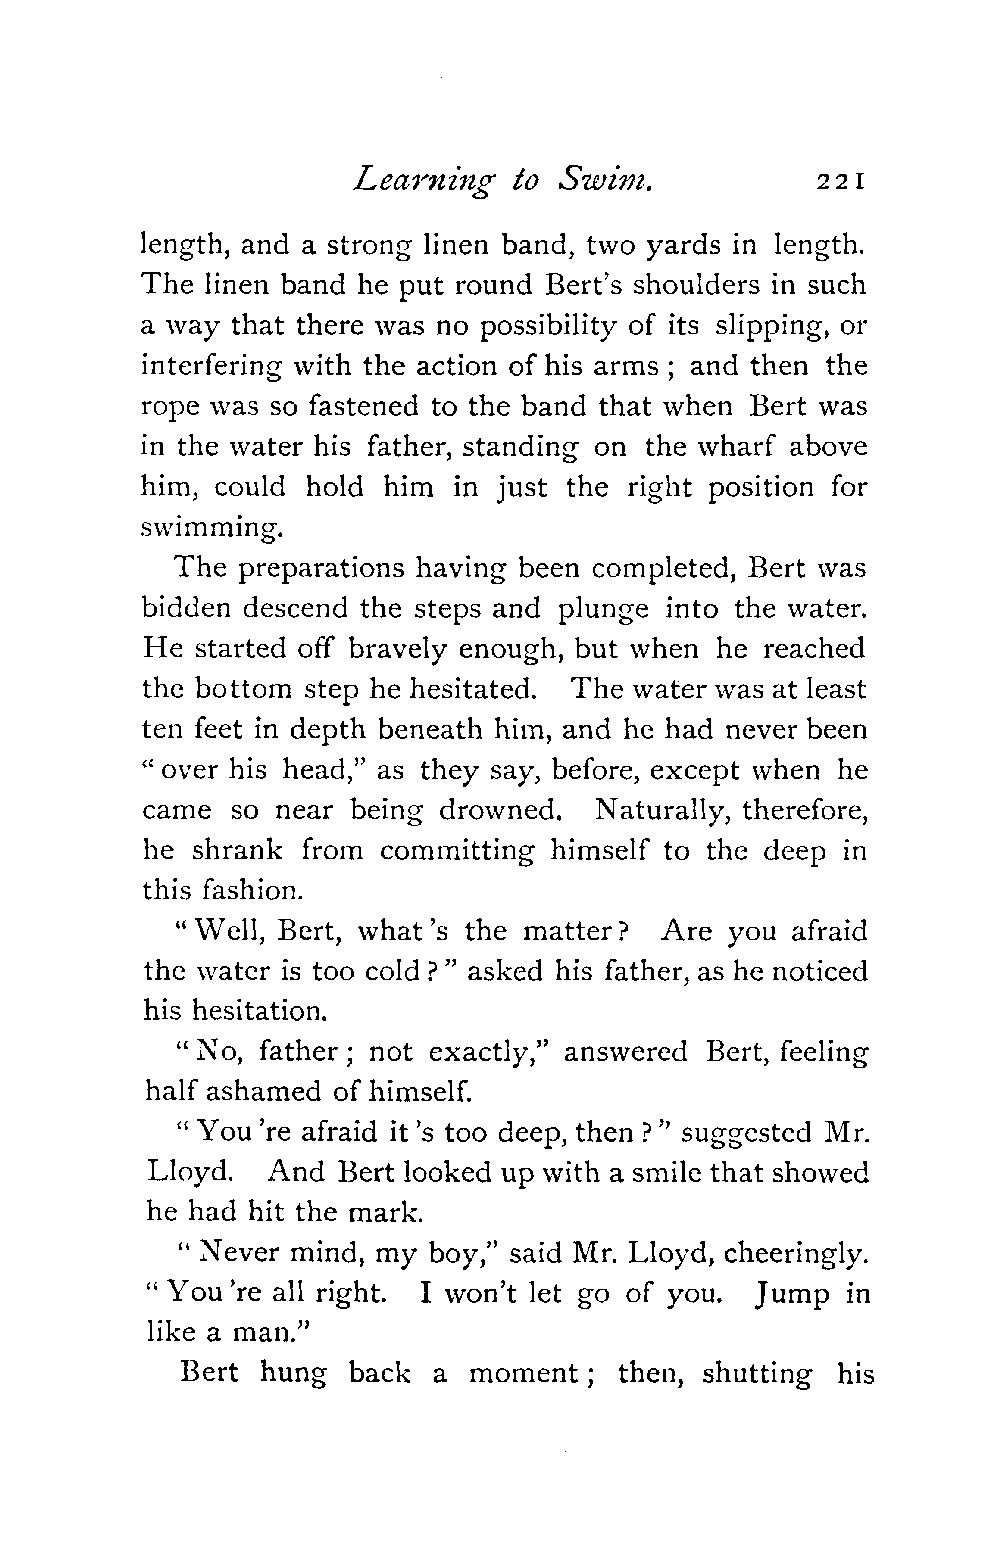 Learning to Swim. 221
length, and a strong linen band, two yards in length.
The linen band he put round Bert's shoulders in such
a way that there was no possibility of its slipping, or
interfering with the action of his arms ; and then the
rope was so fastened to the band that when Bert was
in the water his father, standing on the wharf above
him, could hold him in just the right position for
swimming.
The preparations having been completed, Bert was
bidden descend the steps and plunge into the water.
He started off bravely enough, but when he reached
the bottom step he hesitated. The water was at least
ten feet in depth beneath him, and he had never been
“ over his head,” as they say, before, except when he
came so near being drowned. Naturally, therefore,
he shrank from committing himself to the deep in
this fashion.
“ Well, Bert, what 's the matter? Are you afraid
the water is too cold ? ” asked his father, as he noticed
his hesitation.
“ No, father ; not exactly,” answered Bert, feeling
half ashamed of himself.
“ You 're afraid it 's too deep, then ? ” suggested Mr.
Lloyd. And Bert looked up with a smile that showed
he had hit the mark.
“ Never mind, my boy,” said Mr. Lloyd, cheeringly.
“ You 're all right. I won't let go of you. Jump in
like a man.”
Bert hung back a moment ; then, shutting his